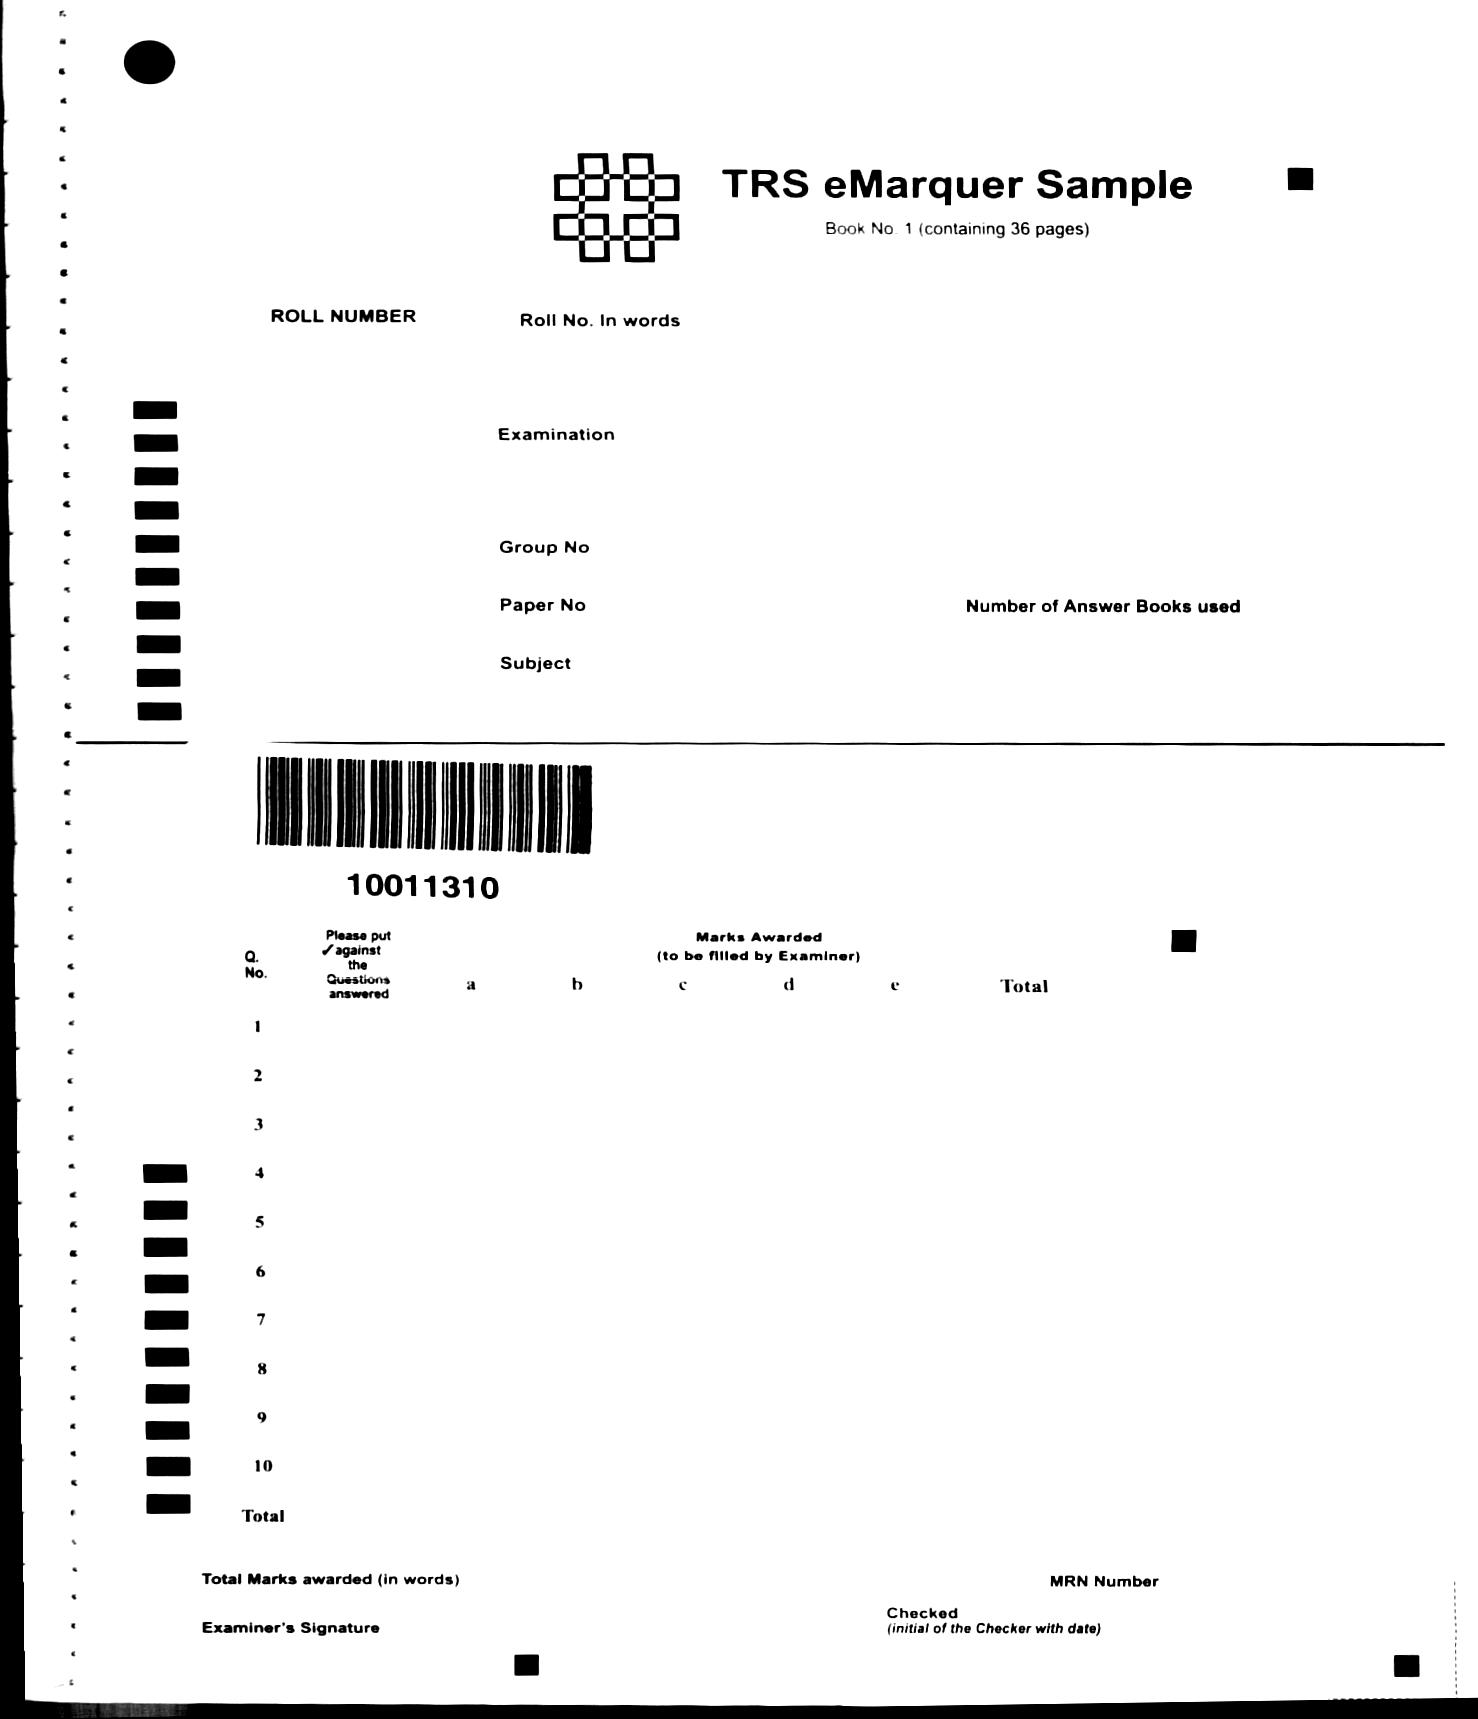 TRS eMarquer Sample
Book No. 1 (containing 36 pages)
ROLL NUMBER
Roll No. In words
Examination
Group No
Paper No
Number of Answer Books used
Subject
10011310
Q.
No.
Please put
✓against
the
Questions
answered
Marks Awarded
(to be filled by Examiner)
a b c d e Total
1
2
3
4
5
6
7
8
9
10
Total
Total Marks awarded (in words)
MRN Number
Examiner's Signature
Checked
(initial of the Checker with date)